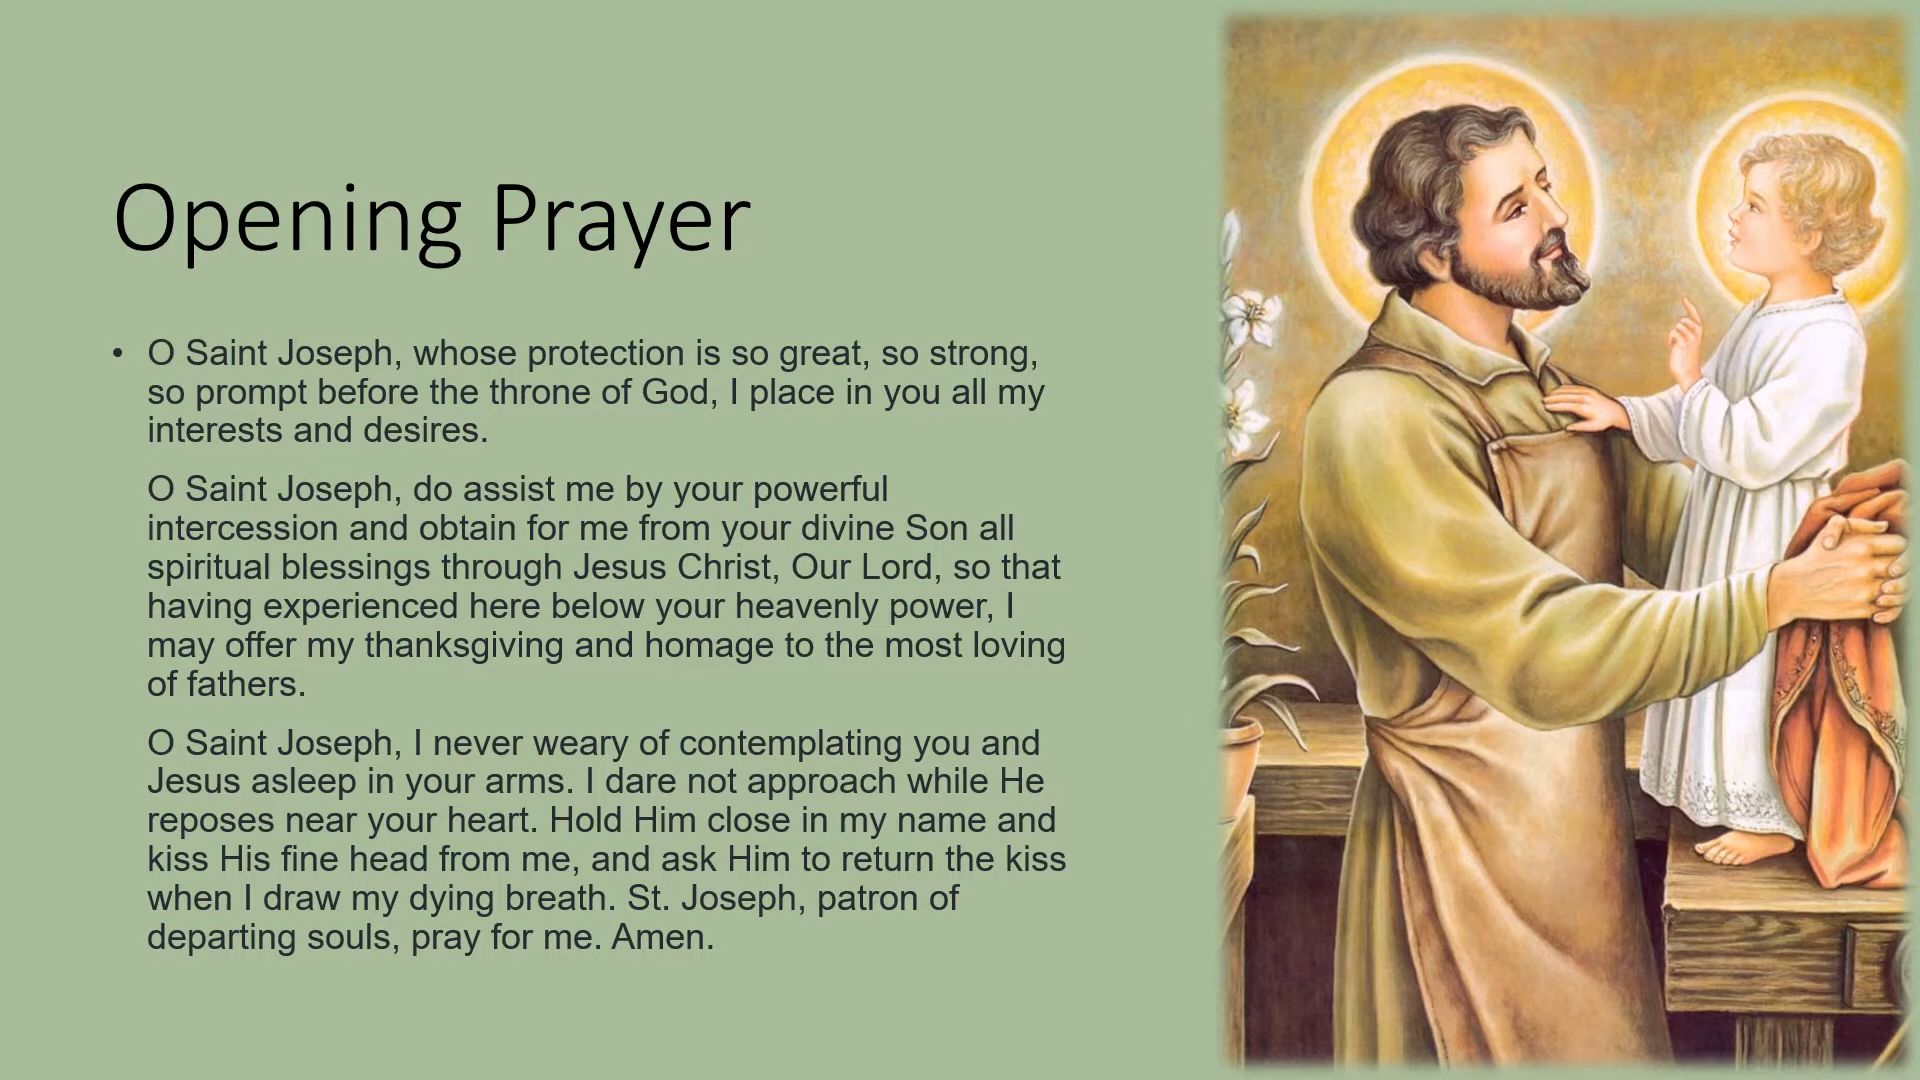 Opening Prayer
• O Saint Joseph, whose protection is so great, so strong,
so prompt before the throne of God, I place in you all my
interests and desires.
O Saint Joseph, do assist me by your powerful
intercession and obtain for me from your divine Son all
spiritual blessings through Jesus Christ, Our Lord, so that
having experienced here below your heavenly power, I
may offer my thanksgiving and homage to the most loving
of fathers.
O Saint Joseph, I never weary of contemplating you and
Jesus asleep in your arms. I dare not approach while He
reposes near your heart. Hold Him close in my name and
kiss His fine head from me, and ask Him to return the kiss
when I draw my dying breath. St. Joseph, patron of
departing souls, pray for me. Amen.